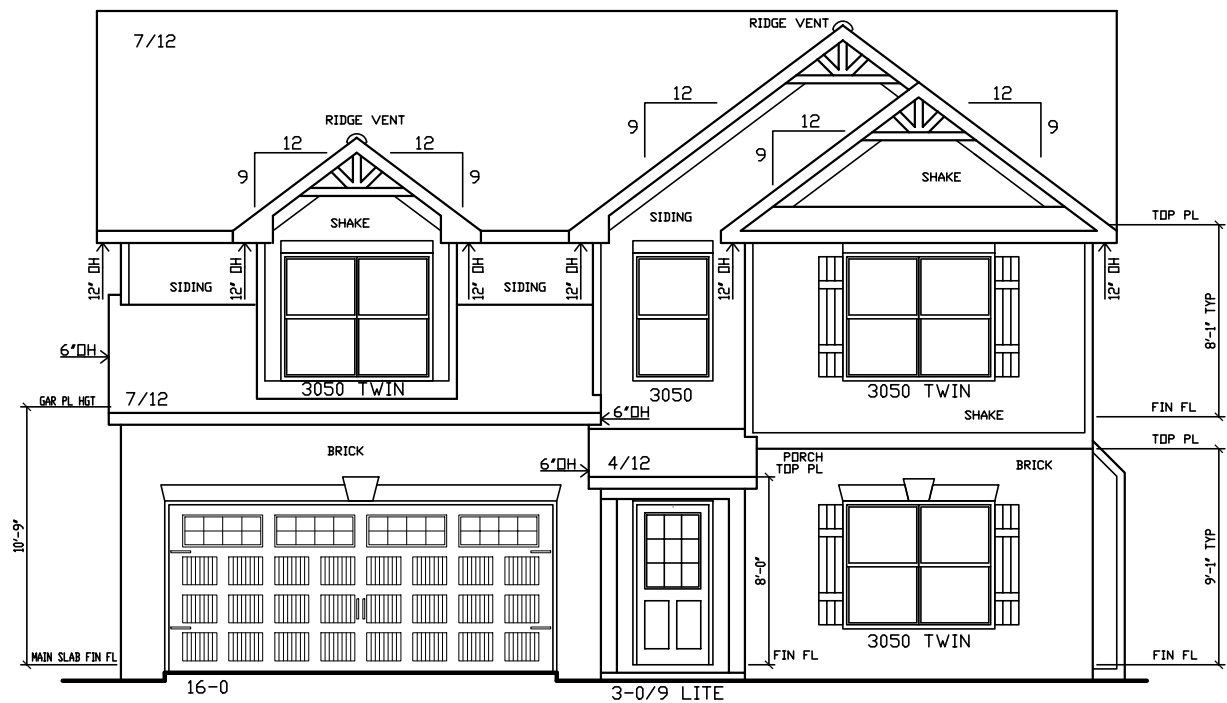 RIDGE VENT
7/12
12
12
9
9
12
9
RIDGE VENT
12
12
9
9
SHAKE
SHAKE
SIDING
TOP PL
12" OH
12" OH
12" OH
12" OH
12" OH
12" OH
SIDING
SIDING
8'-1" TYP
6"OH
3050 TWIN
3050
3050 TWIN
GAR PL HGT
7/12
6"OH
SHAKE
FIN FL
BRICK
6"OH
4/12
PORCH
TOP PL
BRICK
TOP PL
10'-9"
8'-0"
9'-1" TYP
3050 TWIN
MAIN SLAB FIN FL
FIN FL
FIN FL
16-0
3-0/9 LITE